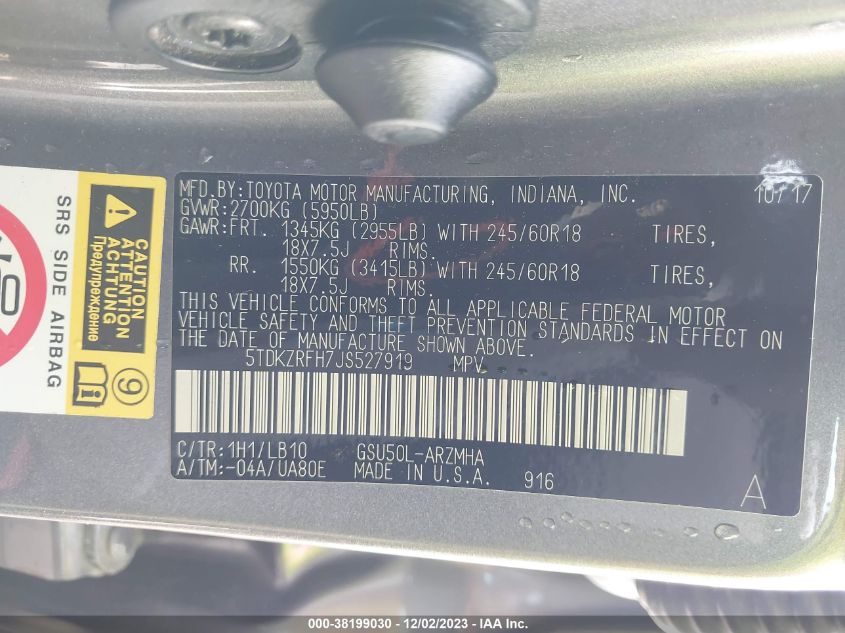 MFD.BY:TOYOTA MOTOR MANUFACTURING, INDIANA, INC. 10/17
GVWR:2700KG (5950LB)
GAWR:FRT. 1345KG (2955LB) WITH 245/60R18 TIRES,
18X7.5J RIMS.
RR. 1550KG (3415LB) WITH 245/60R18 TIRES,
18X7.5J RIMS.
THIS VEHICLE CONFORMS TO ALL APPLICABLE FEDERAL MOTOR
VEHICLE SAFETY AND THEFT PREVENTION STANDARDS IN EFFECT ON
THE DATE OF MANUFACTURE SHOWN ABOVE.
5TDKZRFH7JS527919 MPV
C/TR:1H1/LB10 GSU50L-ARZMHA
A/TM:-04A/UA80E MADE IN U.S.A. 916
A
SRS SIDE AIRBAG
CAUTION
ATTENTION
ACHTUNG
Предупреждение
9
000-38199030 - 12/02/2023 - IAA Inc.